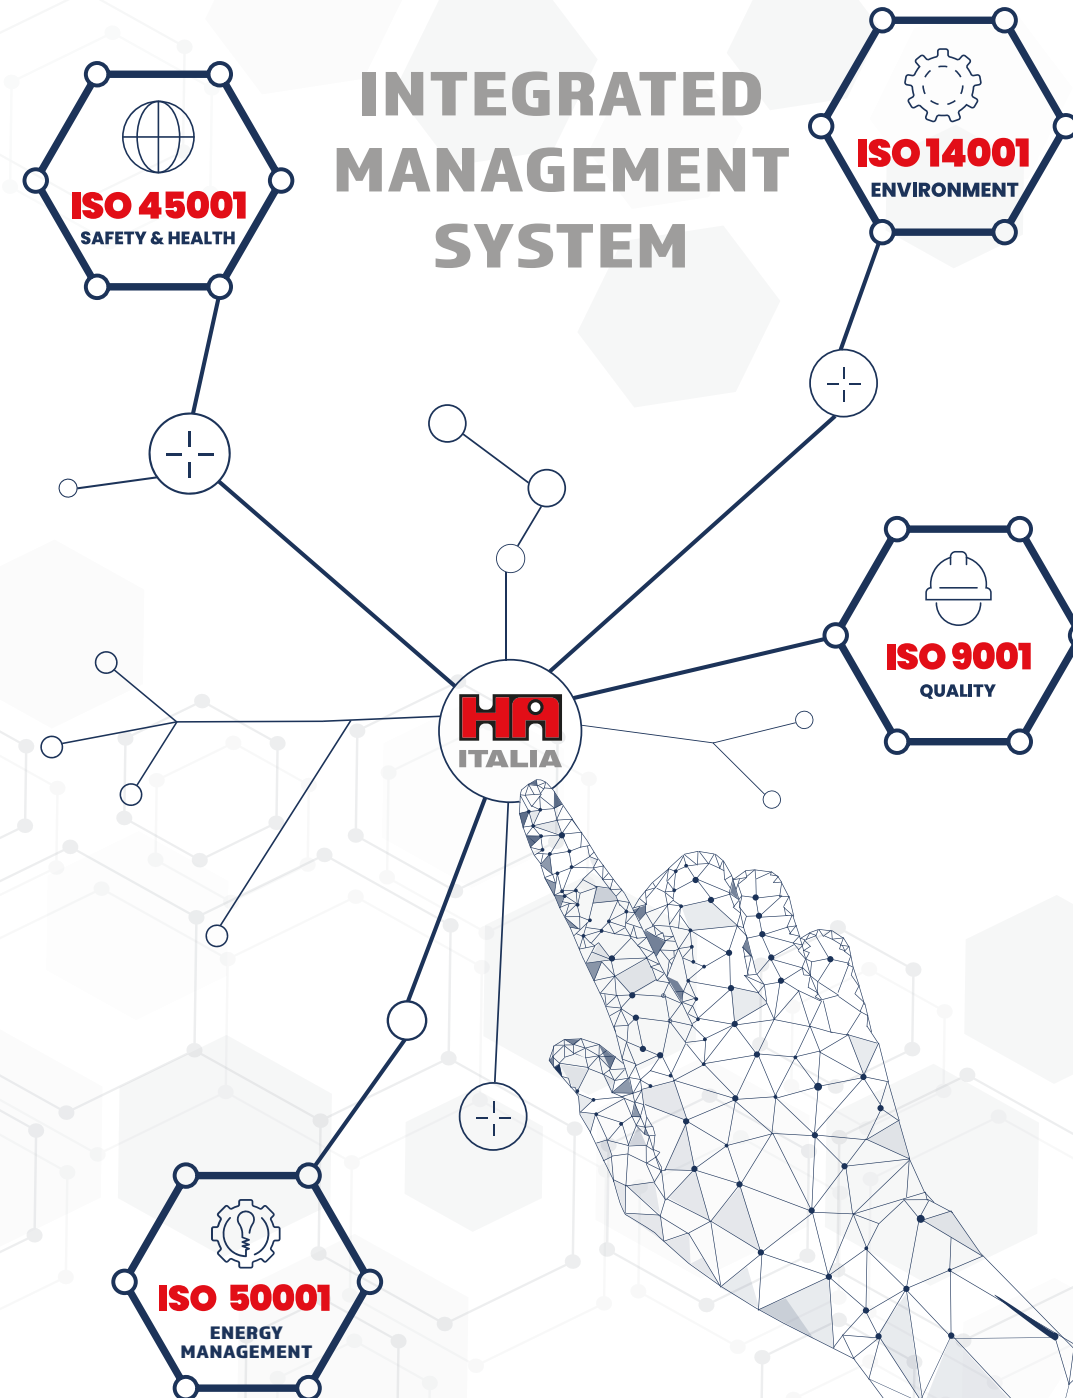 INTEGRATED
MANAGEMENT
SYSTEM
ISO 45001
SAFETY & HEALTH
ISO 14001
ENVIRONMENT
ISO 9001
QUALITY
HA
ITALIA
ISO 50001
ENERGY
MANAGEMENT